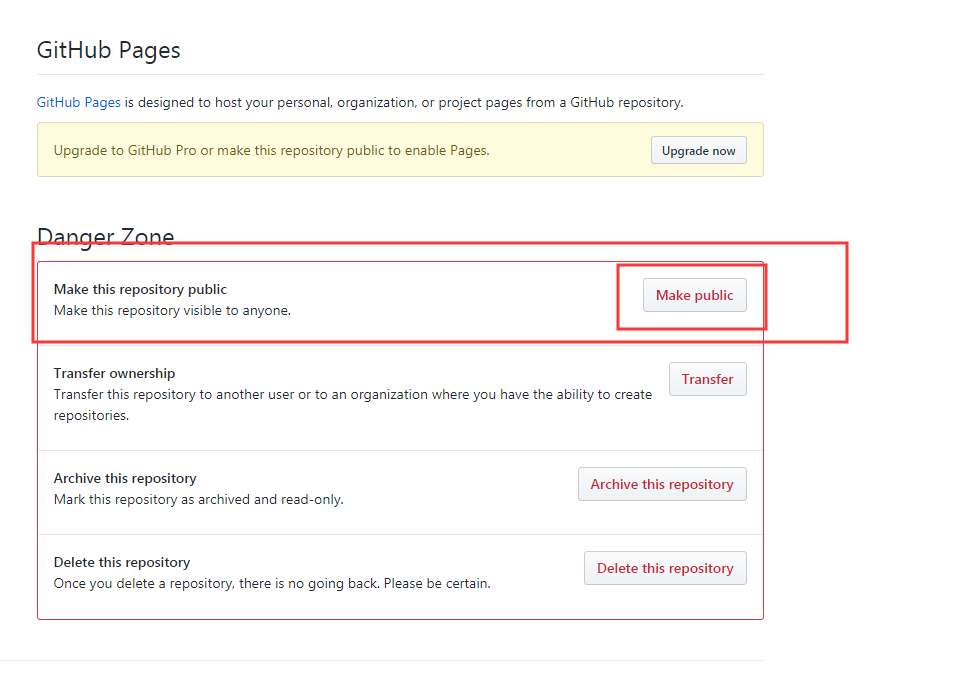 GitHub Pages
GitHub Pages is designed to host your personal, organization, or project pages from a GitHub repository.
Upgrade to GitHub Pro or make this repository public to enable Pages.
Upgrade now
Danger Zone
Make this repository public
Make this repository visible to anyone.
Make public
Transfer ownership
Transfer this repository to another user or to an organization where you have the ability to create
repositories.
Transfer
Archive this repository
Mark this repository as archived and read-only.
Archive this repository
Delete this repository
Once you delete a repository, there is no going back. Please be certain.
Delete this repository